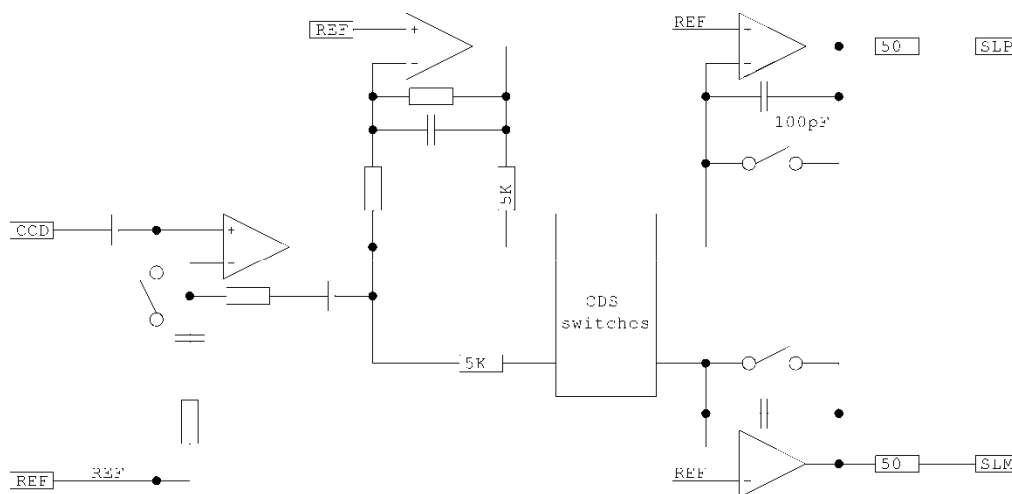 REF
REF
50
SLP
100pF
5K
CCD
CDS
switches
5K
REF
REF
REF
50
SLM